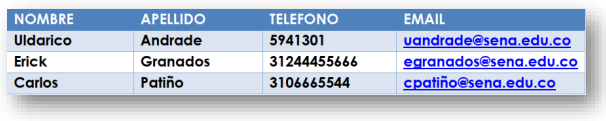 NOMBRE APELLIDO TELEFONO EMAIL
Uldarico Andrade 5941301 uandrade@sena.edu.co
Erick Granados 31244455666 egranados@sena.edu.co
Carlos Patiño 3106665544 cpatiño@sena.edu.co